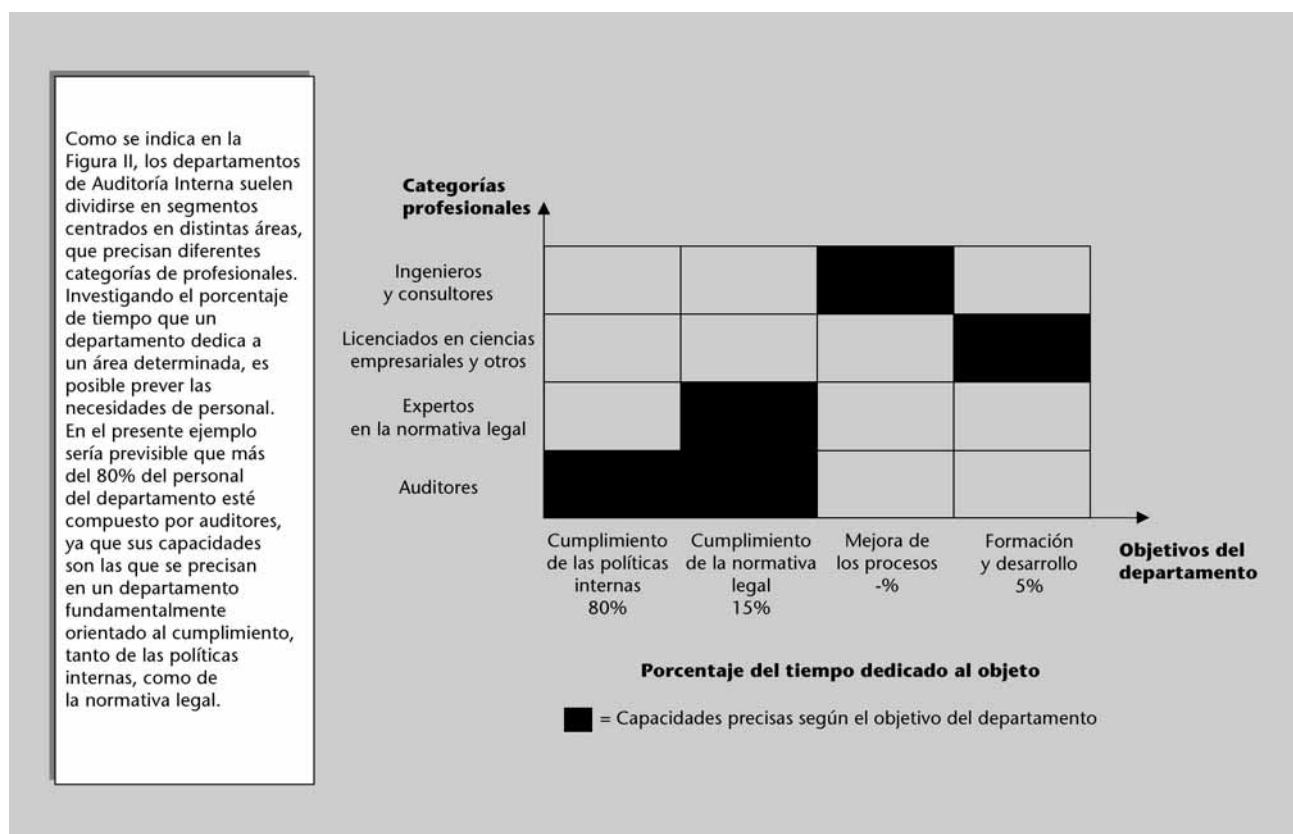 Como se indica en la
Figura II, los departamentos
de Auditoría Interna suelen
dividirse en segmentos
centrados en distintas áreas,
que precisan diferentes
categorías de profesionales.
Investigando el porcentaje
de tiempo que un
departamento dedica a
un área determinada, es
posible prever las
necesidades de personal.
En el presente ejemplo
sería previsible que más
del 80% del personal
del departamento esté
compuesto por auditores,
ya que sus capacidades
son las que se precisan
en un departamento
fundamentalmente
orientado al cumplimiento,
tanto de las políticas
internas, como de
la normativa legal.
Categorías
profesionales
Ingenieros
y consultores
Licenciados en ciencias
empresariales y otros
Expertos
en la normativa legal
Auditores
Cumplimiento
de las políticas
internas
80%
Cumplimiento
de la normativa
legal
15%
Mejora de
los procesos
-%
Formación
y desarrollo
5%
Objetivos del
departamento
Porcentaje del tiempo dedicado al objeto
= Capacidades precisas según el objetivo del departamento